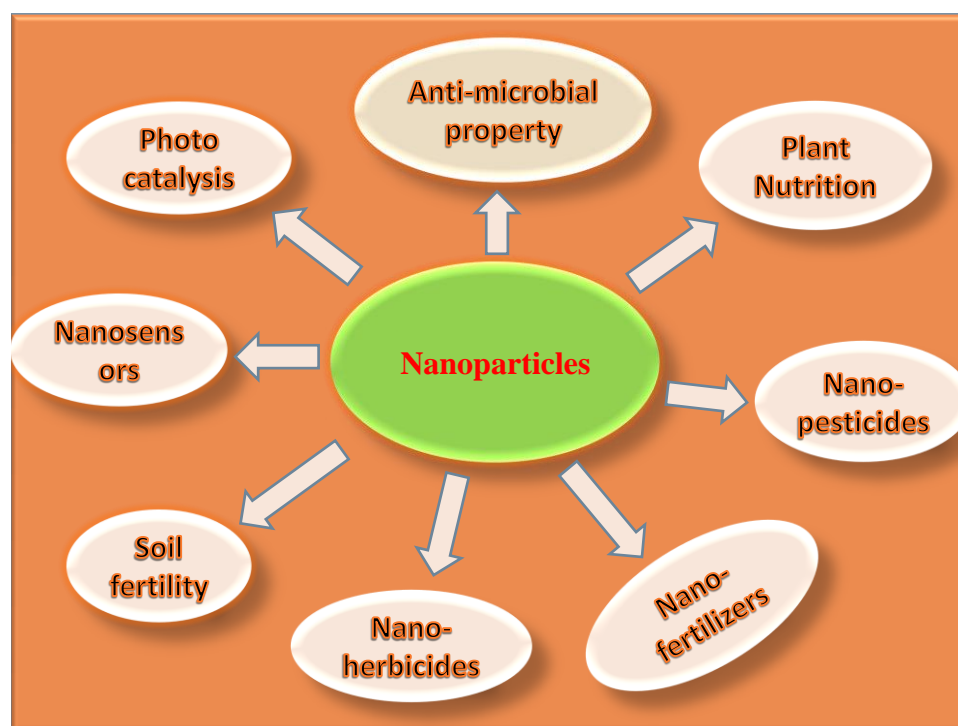 Anti-microbial
property
Photo
catalysis
Plant
Nutrition
Nanosens
ors
Nanoparticles
Nano-
pesticides
Soil
fertility
Nano-
herbicides
Nano-
fertilizers